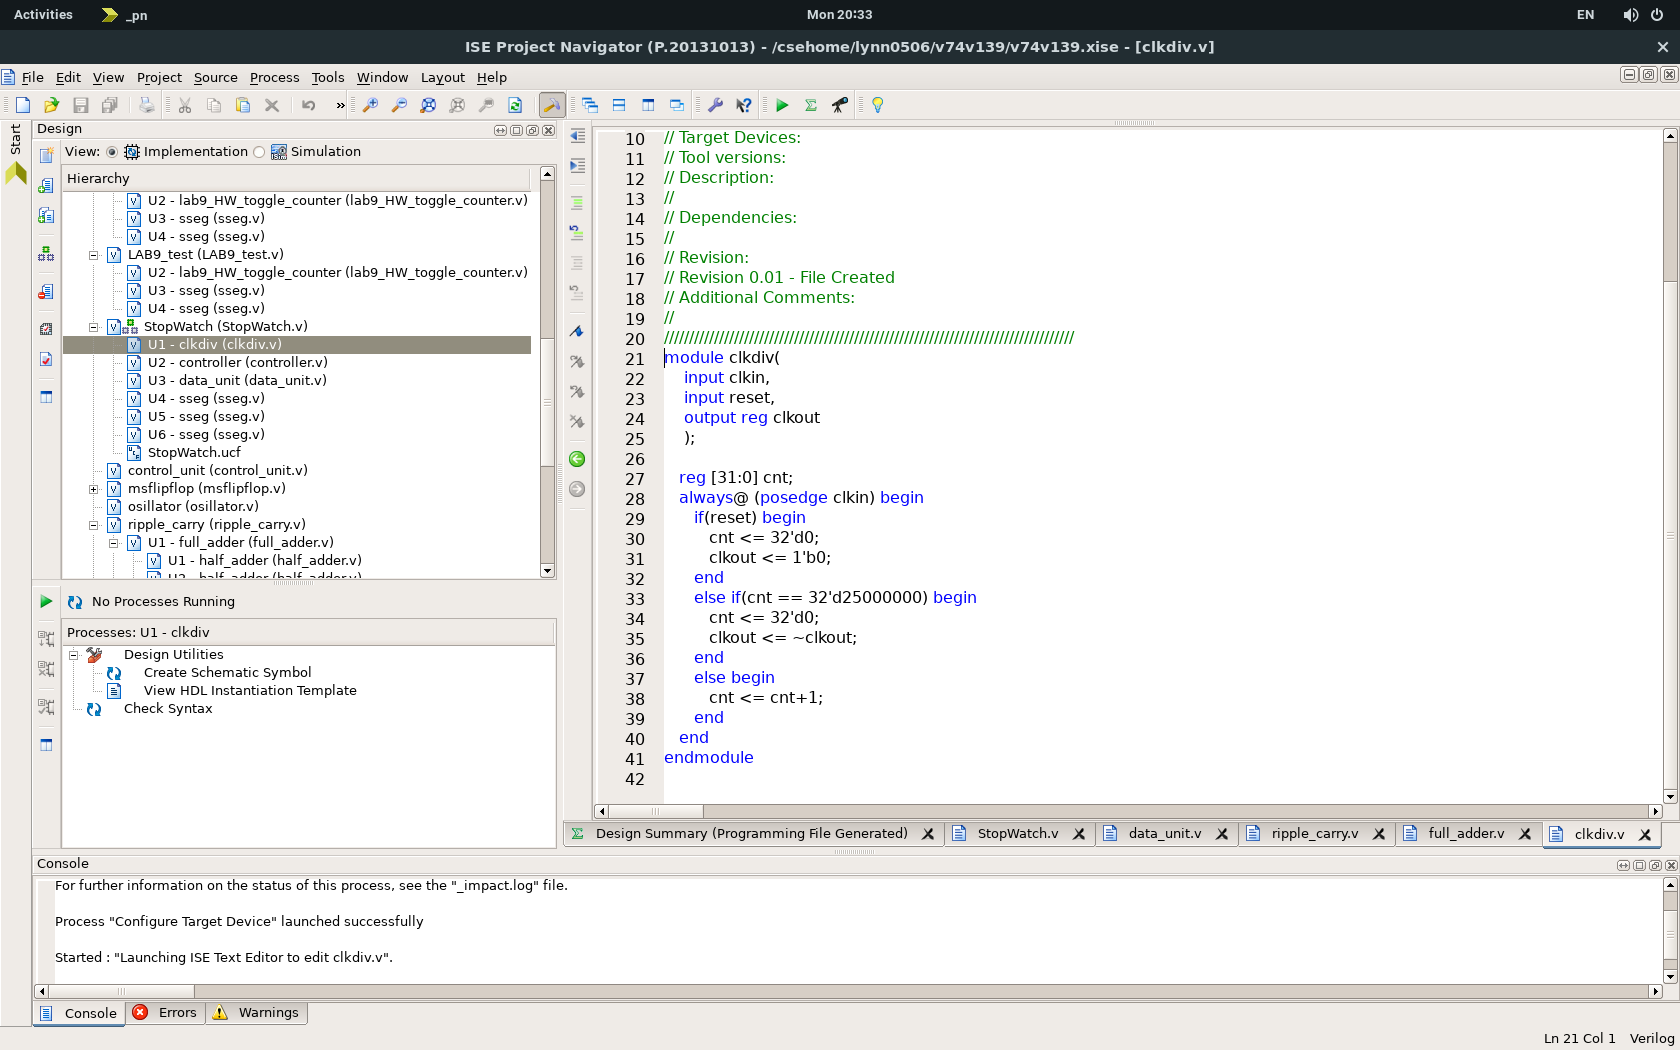 Activities
_pn
Mon 20:33
EN
ISE Project Navigator (P.20131013) - /csehome/lynn0506/v74v139/v74v139.xise - [clkdiv.v]
File Edit View Project Source Process Tools Window Layout Help
»
Start
Design
View: Implementation Simulation
Hierarchy
U2 - lab9_HW_toggle_counter (lab9_HW_toggle_counter.v)
U3 - sseg (sseg.v)
U4 - sseg (sseg.v)
LAB9_test (LAB9_test.v)
U2 - lab9_HW_toggle_counter (lab9_HW_toggle_counter.v)
U3 - sseg (sseg.v)
U4 - sseg (sseg.v)
StopWatch (StopWatch.v)
U1 - clkdiv (clkdiv.v)
U2 - controller (controller.v)
U3 - data_unit (data_unit.v)
U4 - sseg (sseg.v)
U5 - sseg (sseg.v)
U6 - sseg (sseg.v)
StopWatch.ucf
control_unit (control_unit.v)
msflipflop (msflipflop.v)
osillator (osillator.v)
ripple_carry (ripple_carry.v)
U1 - full_adder (full_adder.v)
U1 - half_adder (half_adder.v)
U2 - half_adder (half_adder.v)
No Processes Running
Processes: U1 - clkdiv
Design Utilities
Create Schematic Symbol
View HDL Instantiation Template
Check Syntax
10 // Target Devices:
11 // Tool versions:
12 // Description:
13 //
14 // Dependencies:
15 //
16 // Revision:
17 // Revision 0.01 - File Created
18 // Additional Comments:
19 //
20 //////////////////////////////////////////////////////////////////////////////////
21 module clkdiv(
22 input clkin,
23 input reset,
24 output reg clkout
25 );
26
27 reg [31:0] cnt;
28 always@ (posedge clkin) begin
29 if(reset) begin
30 cnt <= 32'd0;
31 clkout <= 1'b0;
32 end
33 else if(cnt == 32'd25000000) begin
34 cnt <= 32'd0;
35 clkout <= ~clkout;
36 end
37 else begin
38 cnt <= cnt+1;
39 end
40 end
41 endmodule
42
Design Summary (Programming File Generated) StopWatch.v data_unit.v ripple_carry.v full_adder.v clkdiv.v
Console
For further information on the status of this process, see the "_impact.log" file.
Process "Configure Target Device" launched successfully
Started : "Launching ISE Text Editor to edit clkdiv.v".
Console Errors Warnings
Ln 21 Col 1 Verilog